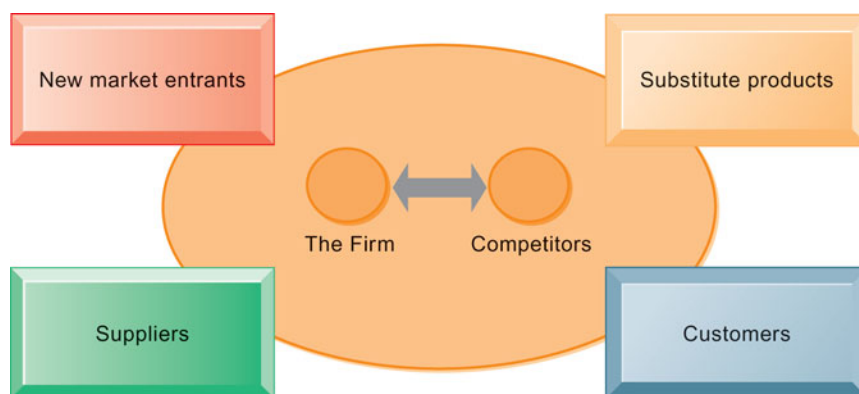 New market entrants
Substitute products
The Firm
Competitors
Suppliers
Customers